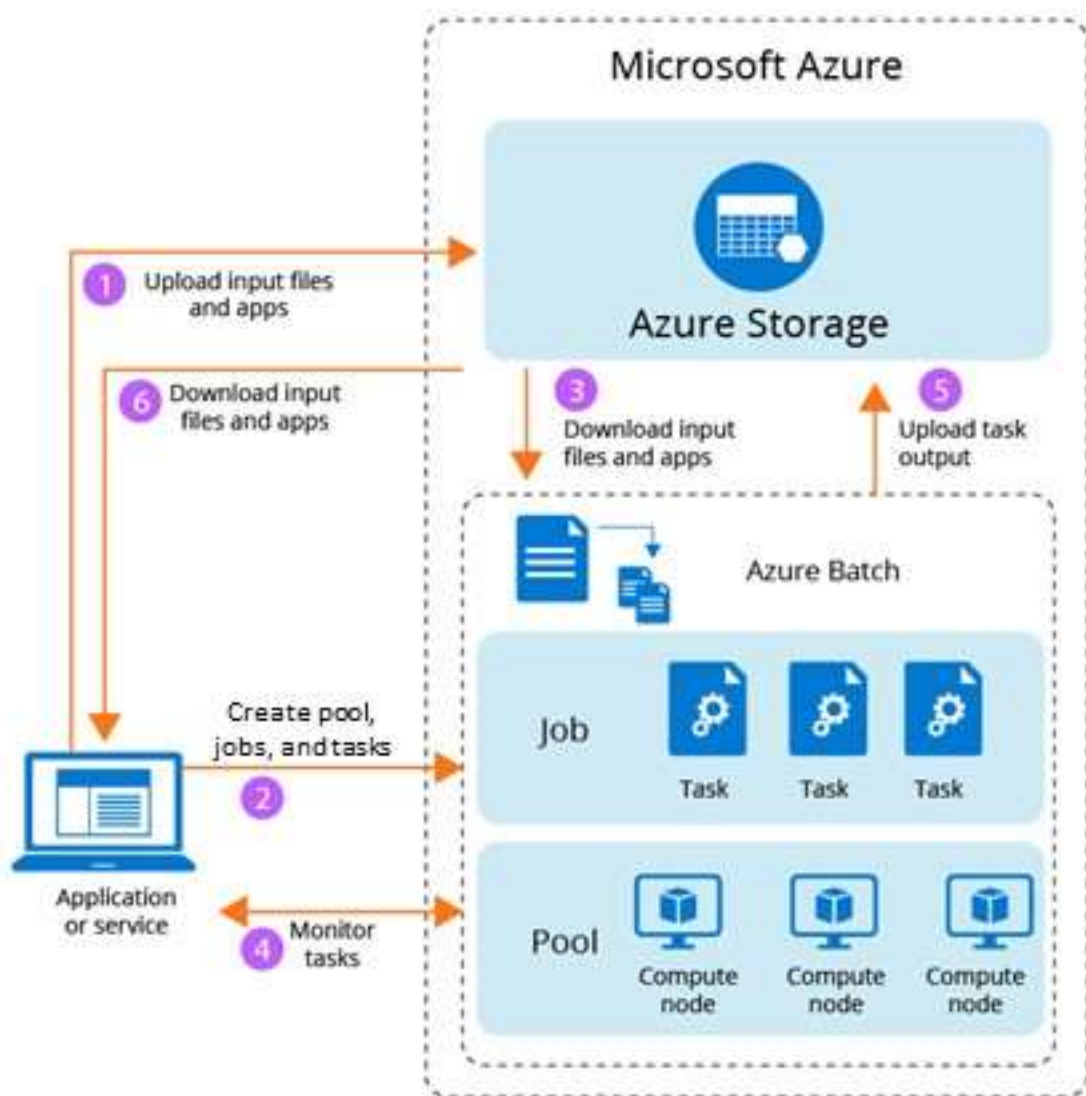 Microsoft Azure
Azure Storage
1
Upload input files
and apps
6
Download input
files and apps
3
Download input
files and apps
5
Upload task
output
Azure Batch
Create pool,
jobs, and tasks
2
Job
Task
Task
Task
Application
or service
4
Monitor
tasks
Pool
Compute
node
Compute
node
Compute
node